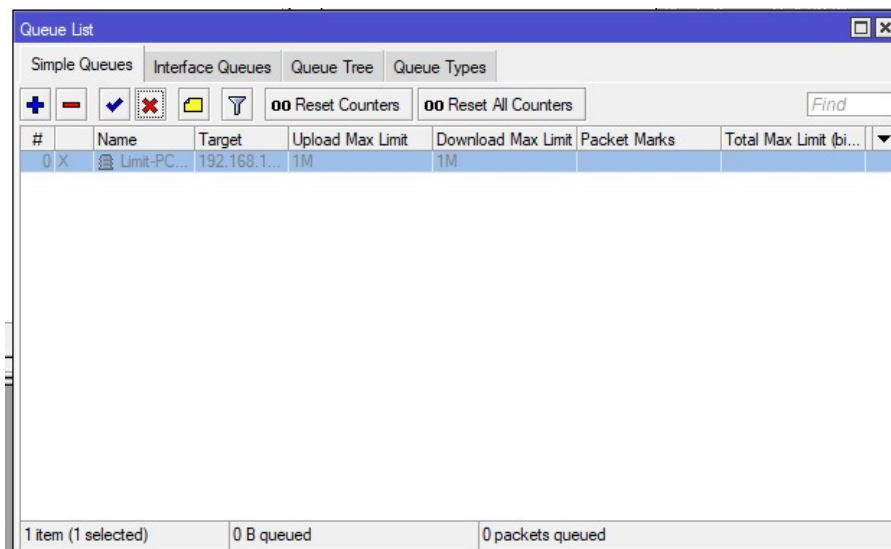 Queue List
Simple Queues Interface Queues Queue Tree Queue Types
00 Reset Counters 00 Reset All Counters Find
# Name Target Upload Max Limit Download Max Limit Packet Marks Total Max Limit (bi...
0 X Limit-PC... 192.168.1... 1M 1M
1 item (1 selected) 0 B queued 0 packets queued